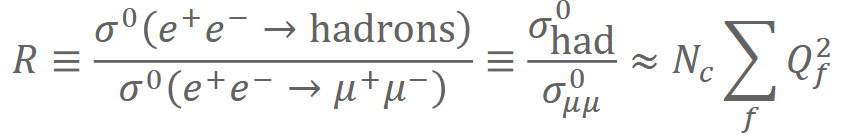 R ≡ σ⁰(e⁺e⁻ → hadrons) / σ⁰(e⁺e⁻ → μ⁺μ⁻) ≡ σ⁰_had / σ⁰_μμ ≈ N_c ∑_f Q_f²